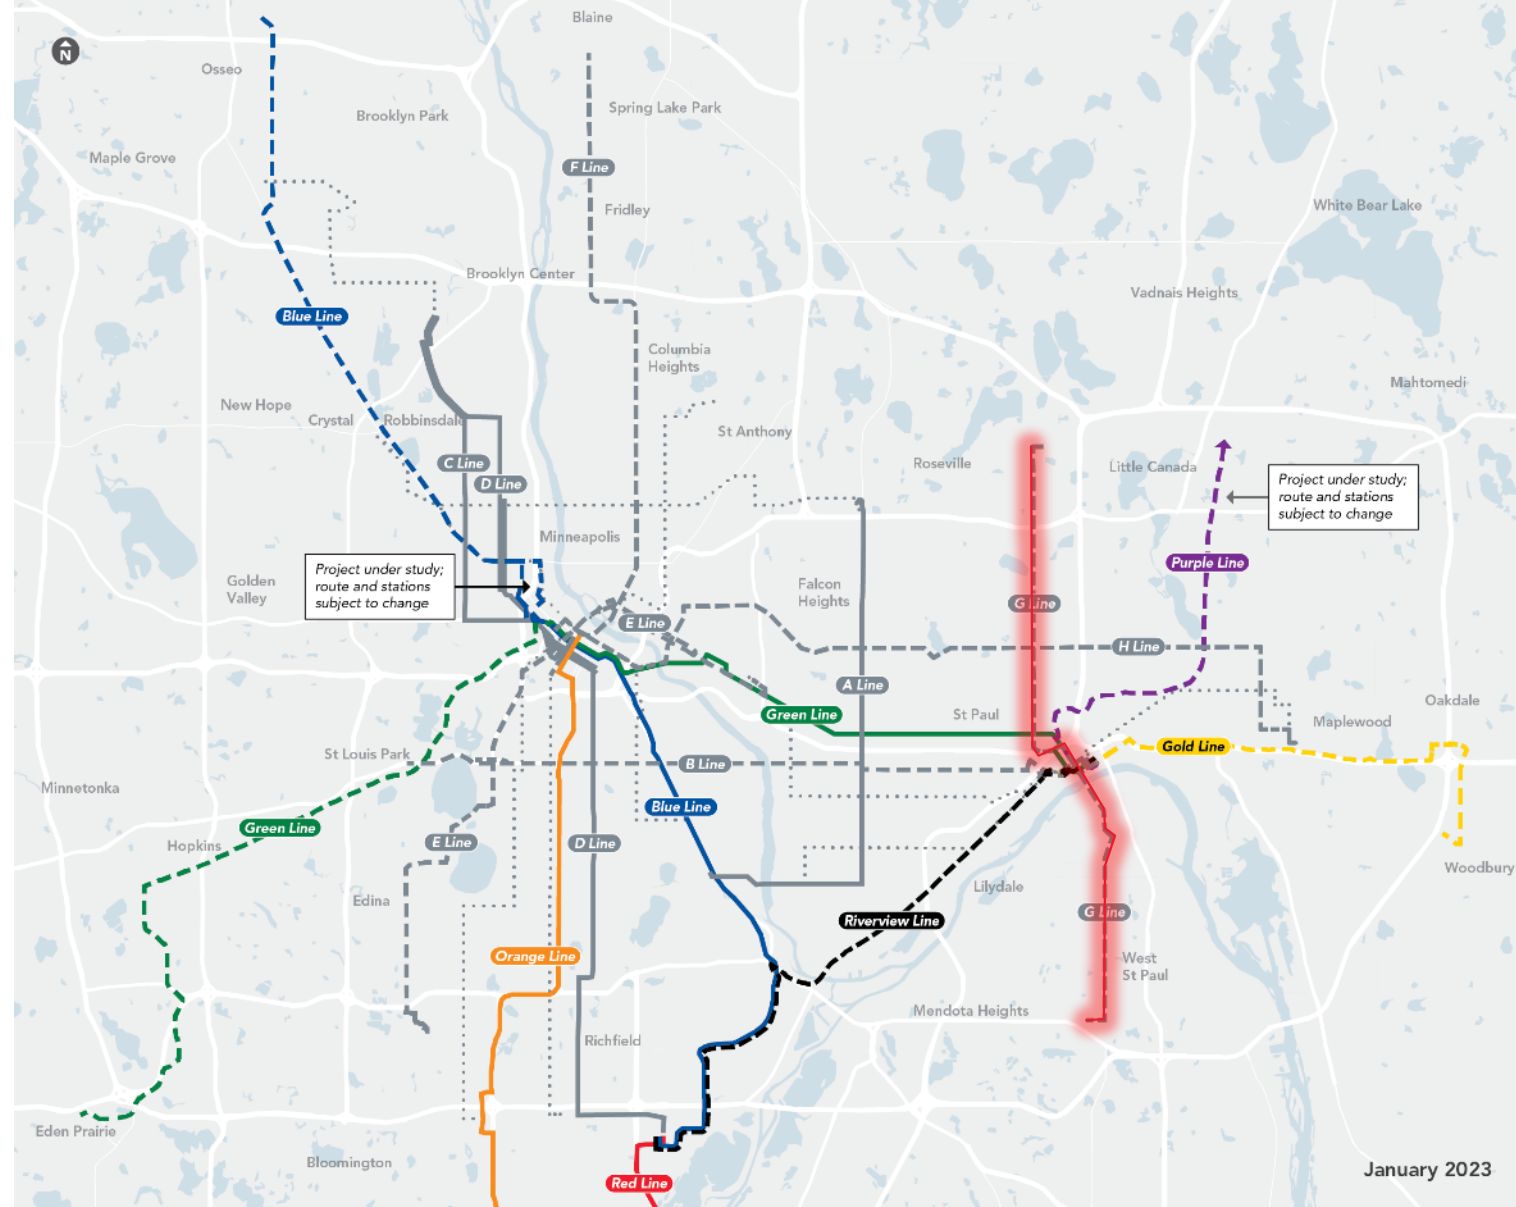 Blaine
N
Osseo
Spring Lake Park
Brooklyn Park
Maple Grove
F Line
White Bear Lake
Fridley
Brooklyn Center
Vadnais Heights
Blue Line
Columbia
Heights
Mahtomedi
New Hope
Crystal
Robbinsdale
St Anthony
C Line
Roseville
Little Canada
D Line
Project under study;
route and stations
subject to change
Minneapolis
Purple Line
Project under study;
route and stations
subject to change
Golden
Valley
Falcon
Heights
G Line
E Line
H Line
A Line
Oakdale
Green Line
St Paul
Maplewood
St Louis Park
Gold Line
B Line
Minnetonka
Blue Line
Green Line
Hopkins
E Line
D Line
Woodbury
Lilydale
Edina
Riverview Line
G Line
Orange Line
West
St Paul
Mendota Heights
Richfield
Eden Prairie
Bloomington
January 2023
Red Line